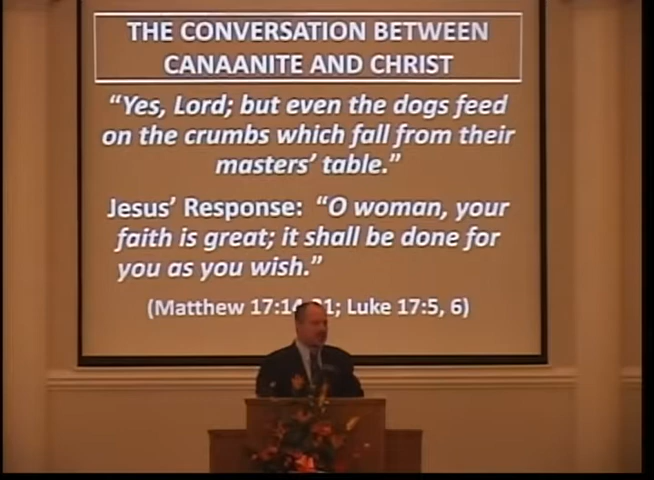 THE CONVERSATION BETWEEN
CANAANITE AND CHRIST
“Yes, Lord; but even the dogs feed
on the crumbs which fall from their
masters’ table.”
Jesus’ Response: “O woman, your
faith is great; it shall be done for
you as you wish.”
(Matthew 17:14 1; Luke 17:5, 6)